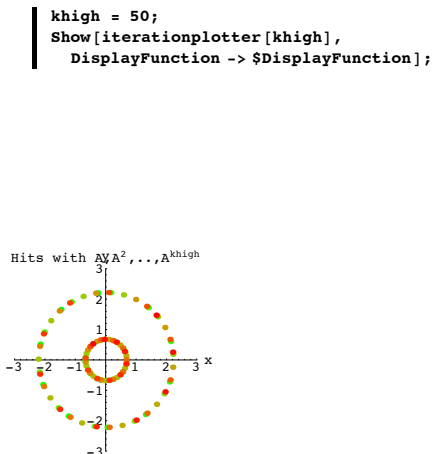 khigh = 50;
Show[iterationplotter[khigh],
DisplayFunction -> $DisplayFunction];
Hits with A, A²,..,A^khigh
y
3
2
1
-3 -2 -1 1 2 3 x
-1
-2
-3